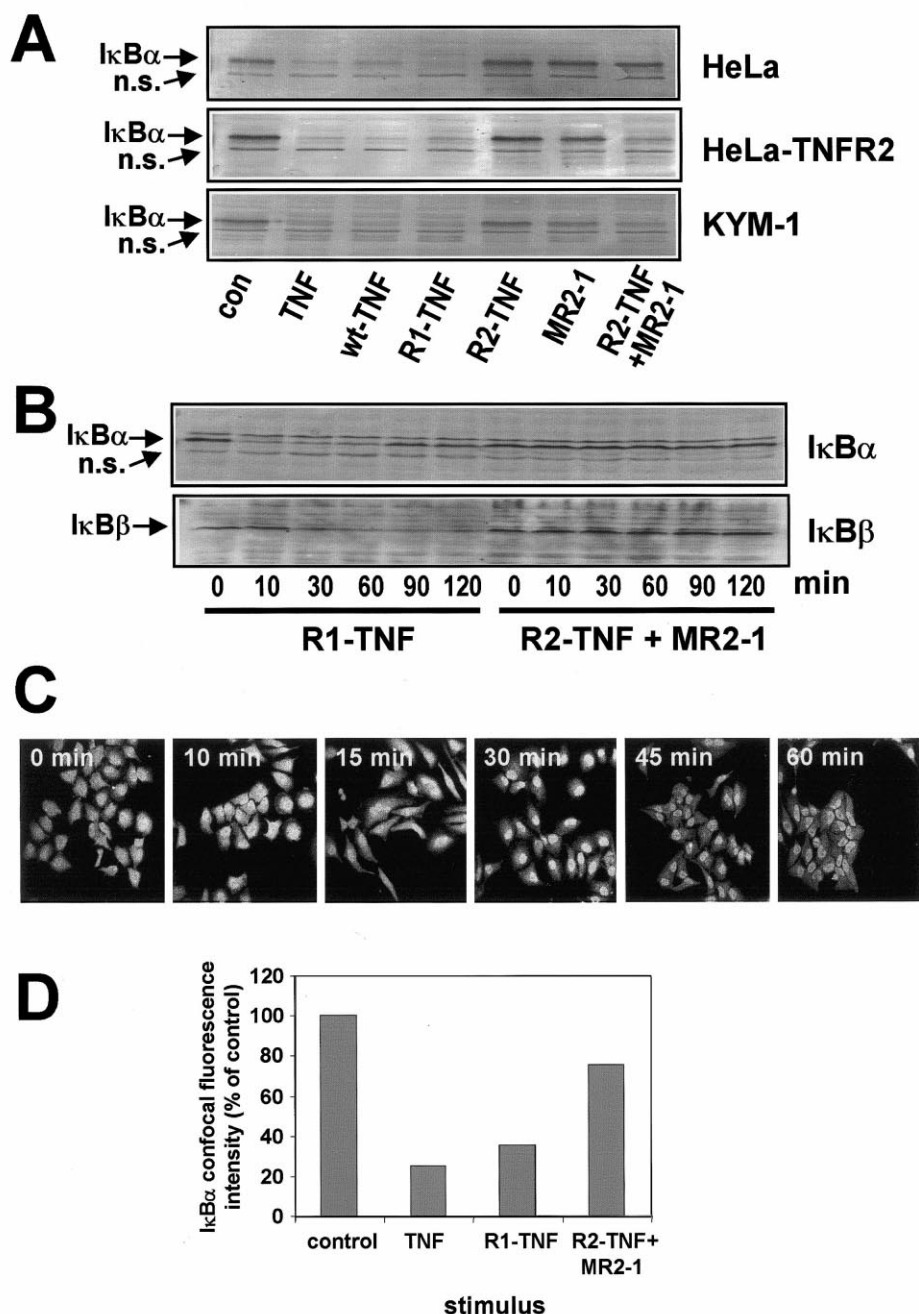 A
IκBα
n.s.
HeLa
IκBα
n.s.
HeLa-TNFR2
IκBα
n.s.
KYM-1
con
TNF
wt-TNF
R1-TNF
R2-TNF
MR2-1
R2-TNF
+MR2-1
B
IκBα
n.s.
IκBα
IκBβ
IκBβ
0 10 30 60 90 120 0 10 30 60 90 120 min
R1-TNF R2-TNF + MR2-1
C
0 min 10 min 15 min 30 min 45 min 60 min
D
IκBα confocal fluorescence
intensity (% of control)
120
100
80
60
40
20
0
control TNF R1-TNF R2-TNF+
MR2-1
stimulus